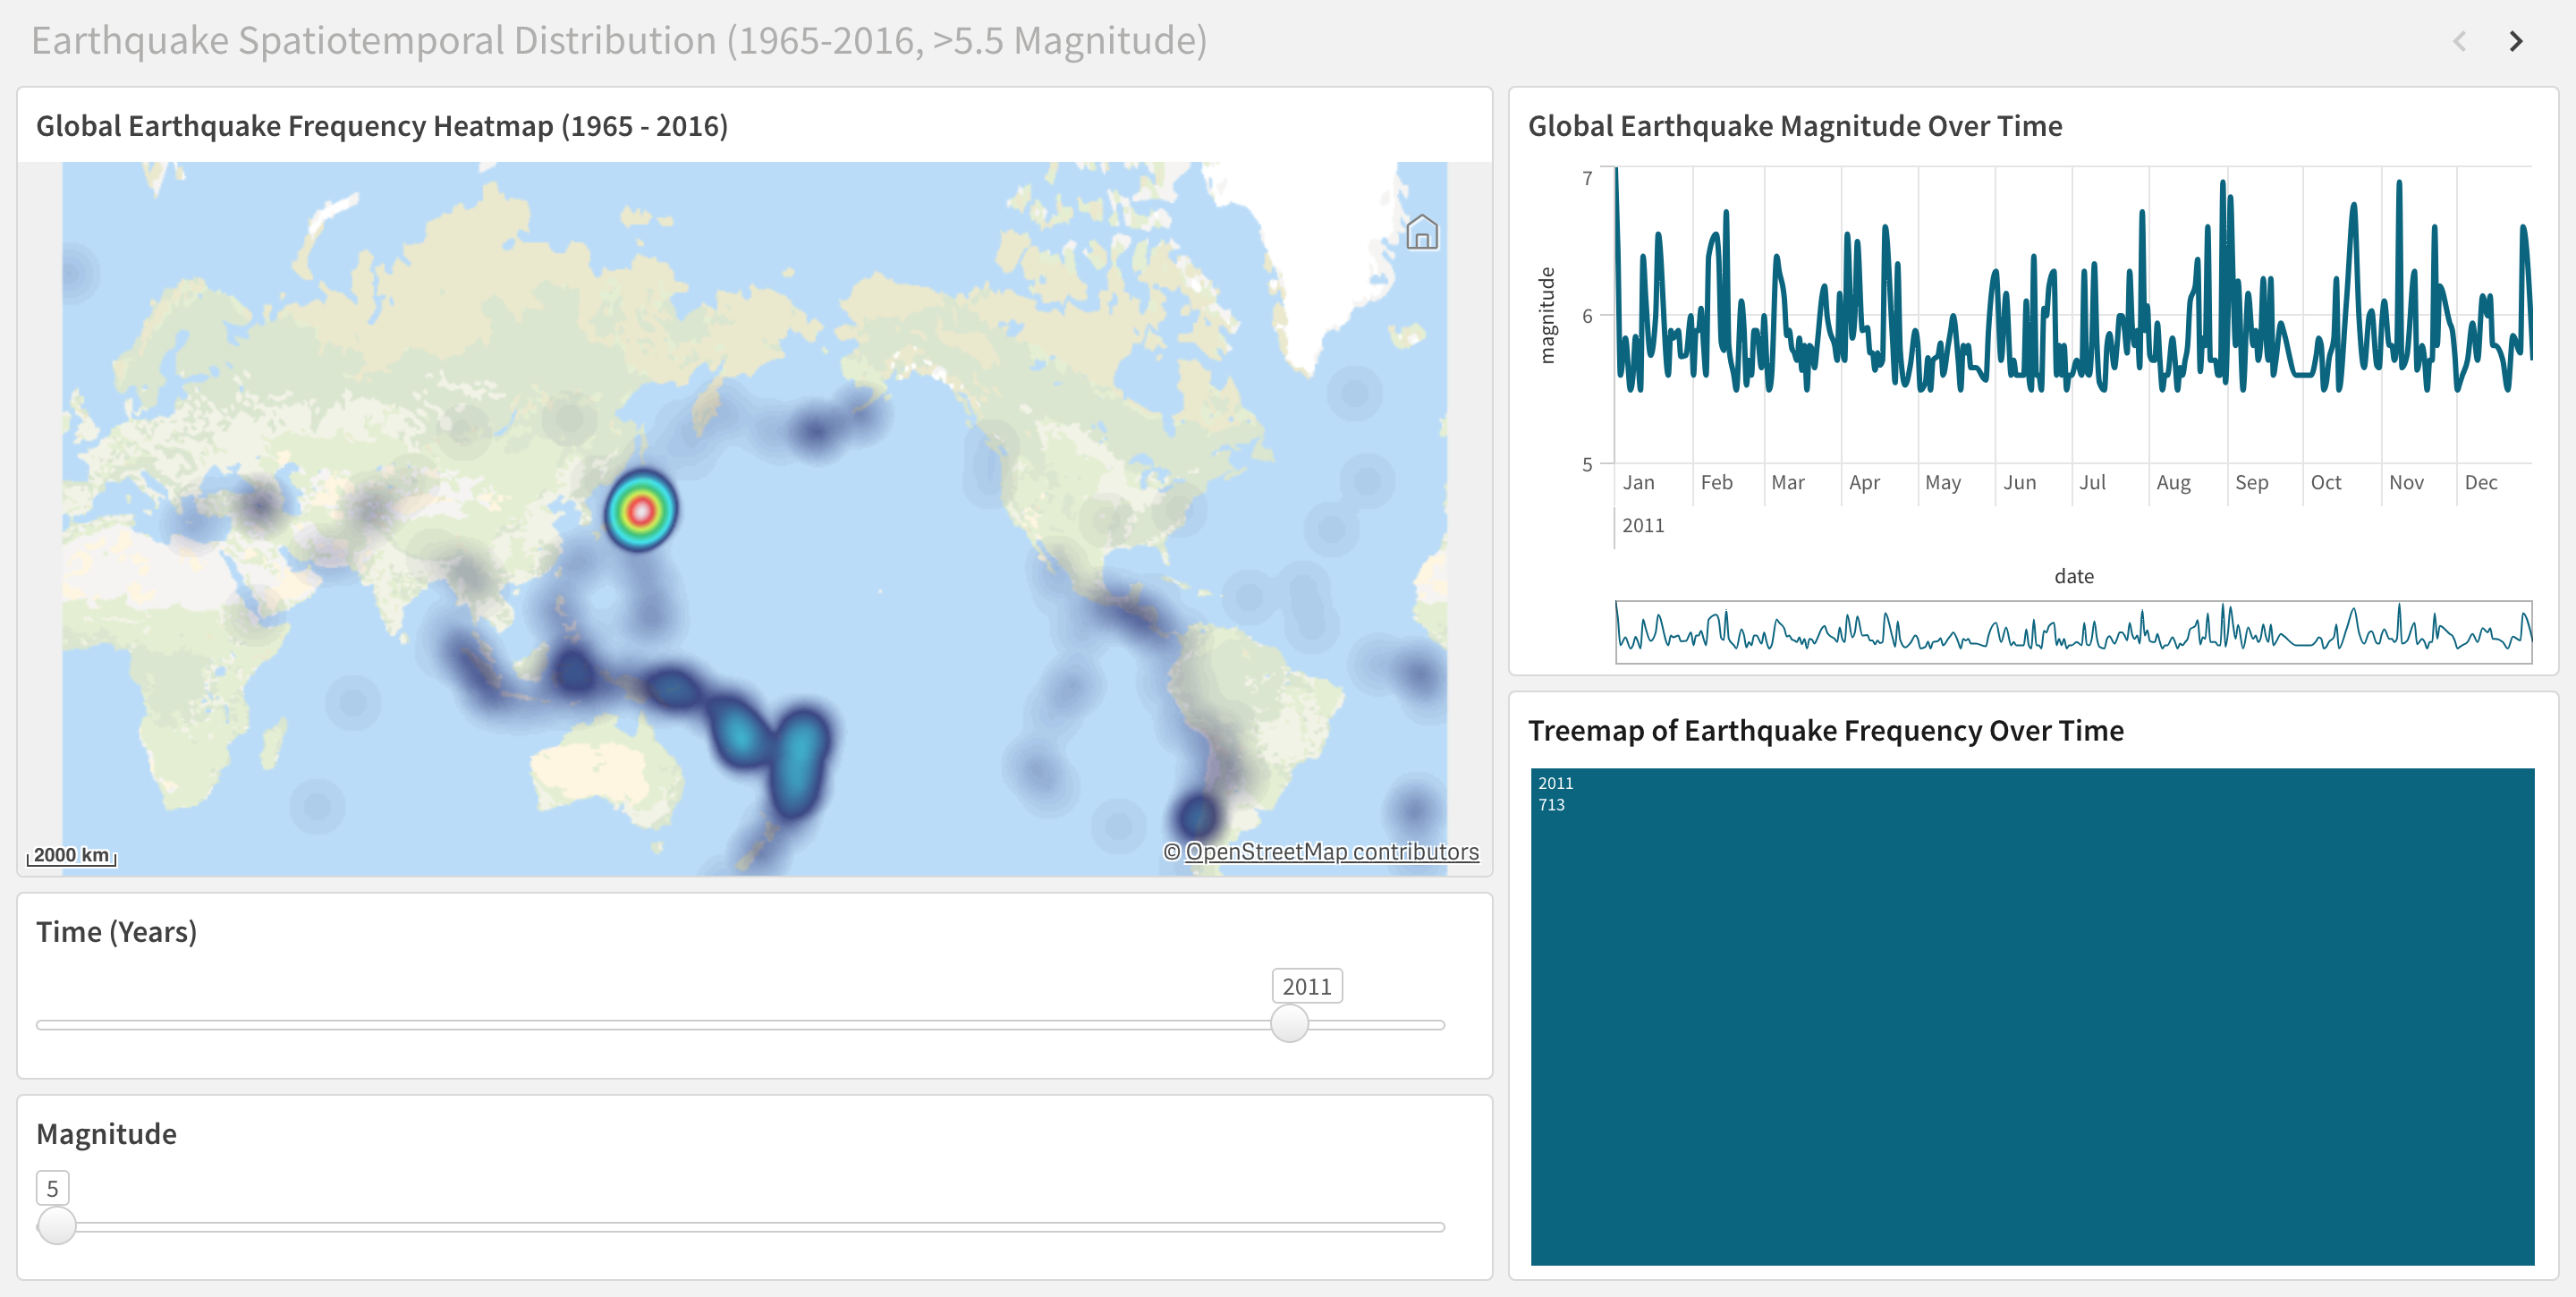 Earthquake Spatiotemporal Distribution (1965-2016, >5.5 Magnitude)
Global Earthquake Frequency Heatmap (1965 - 2016)
2000 km
© OpenStreetMap contributors
Time (Years)
2011
Magnitude
5
Global Earthquake Magnitude Over Time
magnitude
7
6
5
Jan Feb Mar Apr May Jun Jul Aug Sep Oct Nov Dec
2011
date
Treemap of Earthquake Frequency Over Time
2011
713